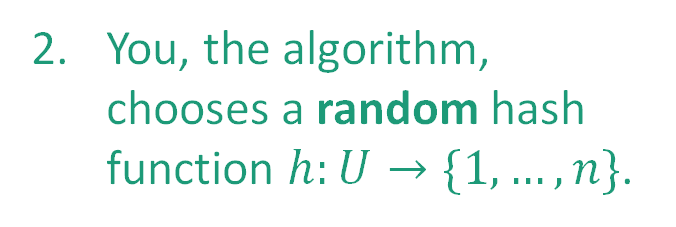 2. You, the algorithm,
chooses a random hash
function ℎ: 𝑈 → {1, … , 𝑛}.